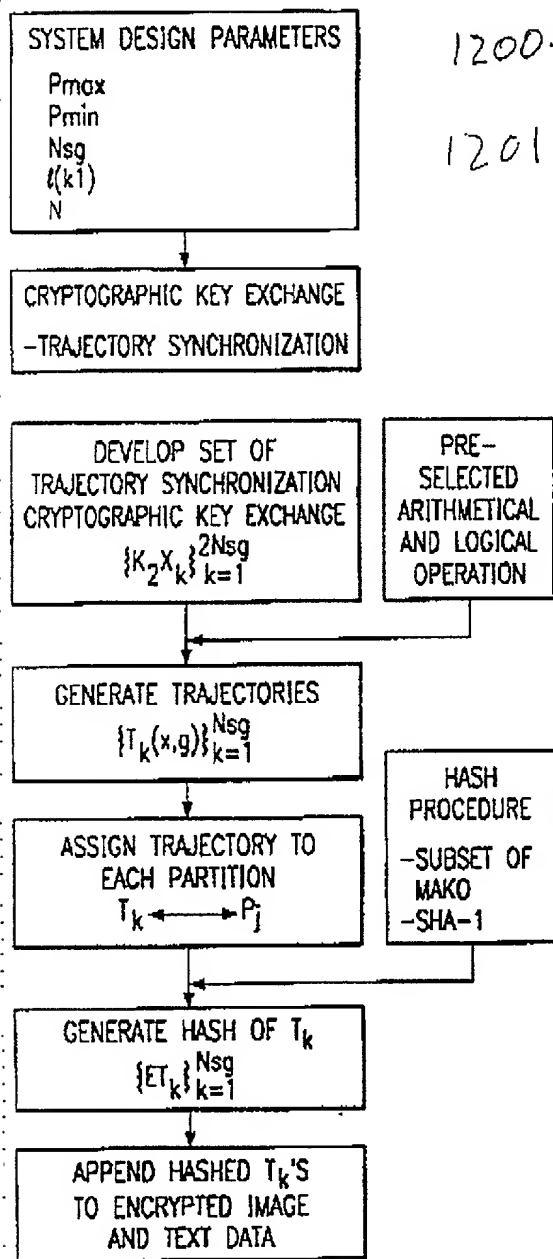 SYSTEM DESIGN PARAMETERS
Pmax
Pmin
Nsg
ℓ(k1)
N
1200
1201
CRYPTOGRAPHIC KEY EXCHANGE
-TRAJECTORY SYNCHRONIZATION
DEVELOP SET OF
TRAJECTORY SYNCHRONIZATION
CRYPTOGRAPHIC KEY EXCHANGE
{K₂Xₖ}²ᴺˢᵍₖ₌₁
PRE-
SELECTED
ARITHMETICAL
AND LOGICAL
OPERATION
GENERATE TRAJECTORIES
{Tₖ(x,g)}ᴺˢᵍₖ₌₁
ASSIGN TRAJECTORY TO
EACH PARTITION
Tₖ ⟷ Pⱼ
HASH
PROCEDURE
-SUBSET OF
MAKO
-SHA-1
GENERATE HASH OF Tₖ
{ETₖ}ᴺˢᵍₖ₌₁
APPEND HASHED Tₖ'S
TO ENCRYPTED IMAGE
AND TEXT DATA